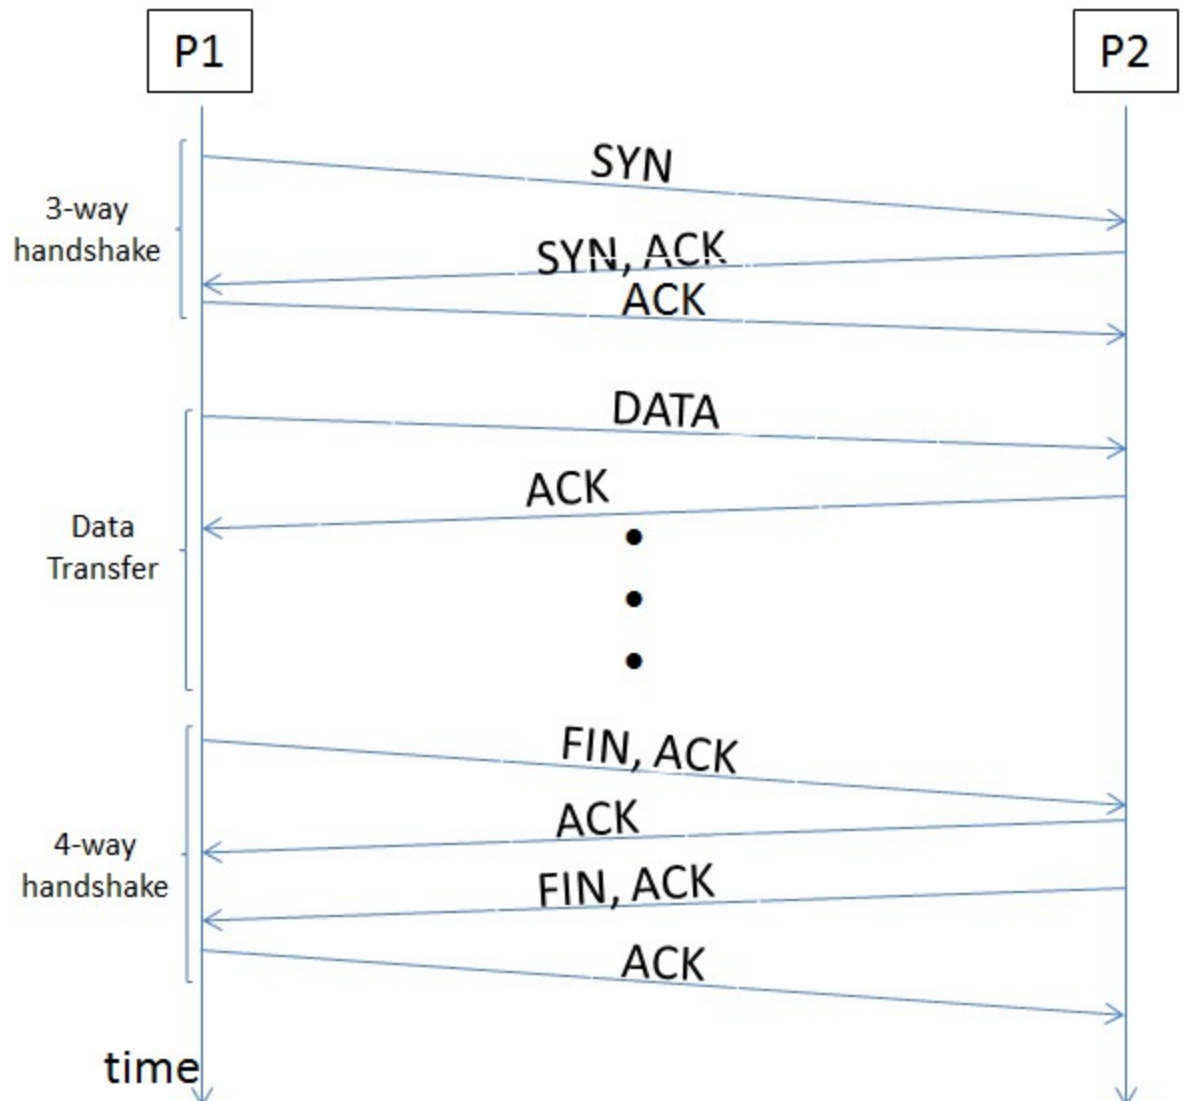 P1
P2
SYN
3-way
handshake
SYN, ACK
ACK
DATA
ACK
Data
Transfer
FIN, ACK
ACK
4-way
handshake
FIN, ACK
ACK
time